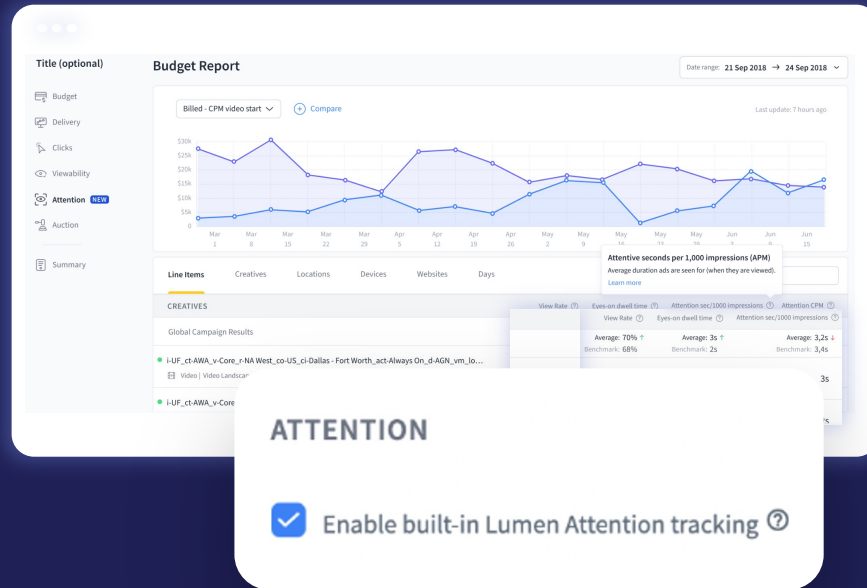 Title (optional)
Budget
Delivery
Clicks
Viewability
Attention NEW
Auction
Summary
Budget Report
Date range: 21 Sep 2018 → 24 Sep 2018
Billed - CPM video start
Compare
Last update: 7 hours ago
$30k
$25k
$20k
$15k
$10k
$5k
0
Mar 1
Mar 8
Mar 15
Mar 22
Mar 29
Apr 5
Apr 12
Apr 19
Apr 26
May 2
May 9
May 16
May 23
May 29
Jun 3
Jun 9
Jun 15
Attentive seconds per 1,000 impressions (APM)
Average duration ads are seen for (when they are viewed).
Learn more
Line Items Creatives Locations Devices Websites Days
CREATIVES View Rate Eyes-on dwell time Attention sec/1000 impressions Attention CPM
View Rate Eyes-on dwell time Attention sec/1000 impressions
Global Campaign Results
Average: 70% ↑ Average: 3s ↑ Average: 3,2s ↓
Benchmark: 68% Benchmark: 2s Benchmark: 3,4s
i-UF_ct-AWA_v-Core_r-NA West_co-US_ci-Dallas - Fort Worth_act-Always On_d-AGN_vm_lo...
Video | Video Landscap
3s
i-UF_ct-AWA_v-Core
ATTENTION
Enable built-in Lumen Attention tracking